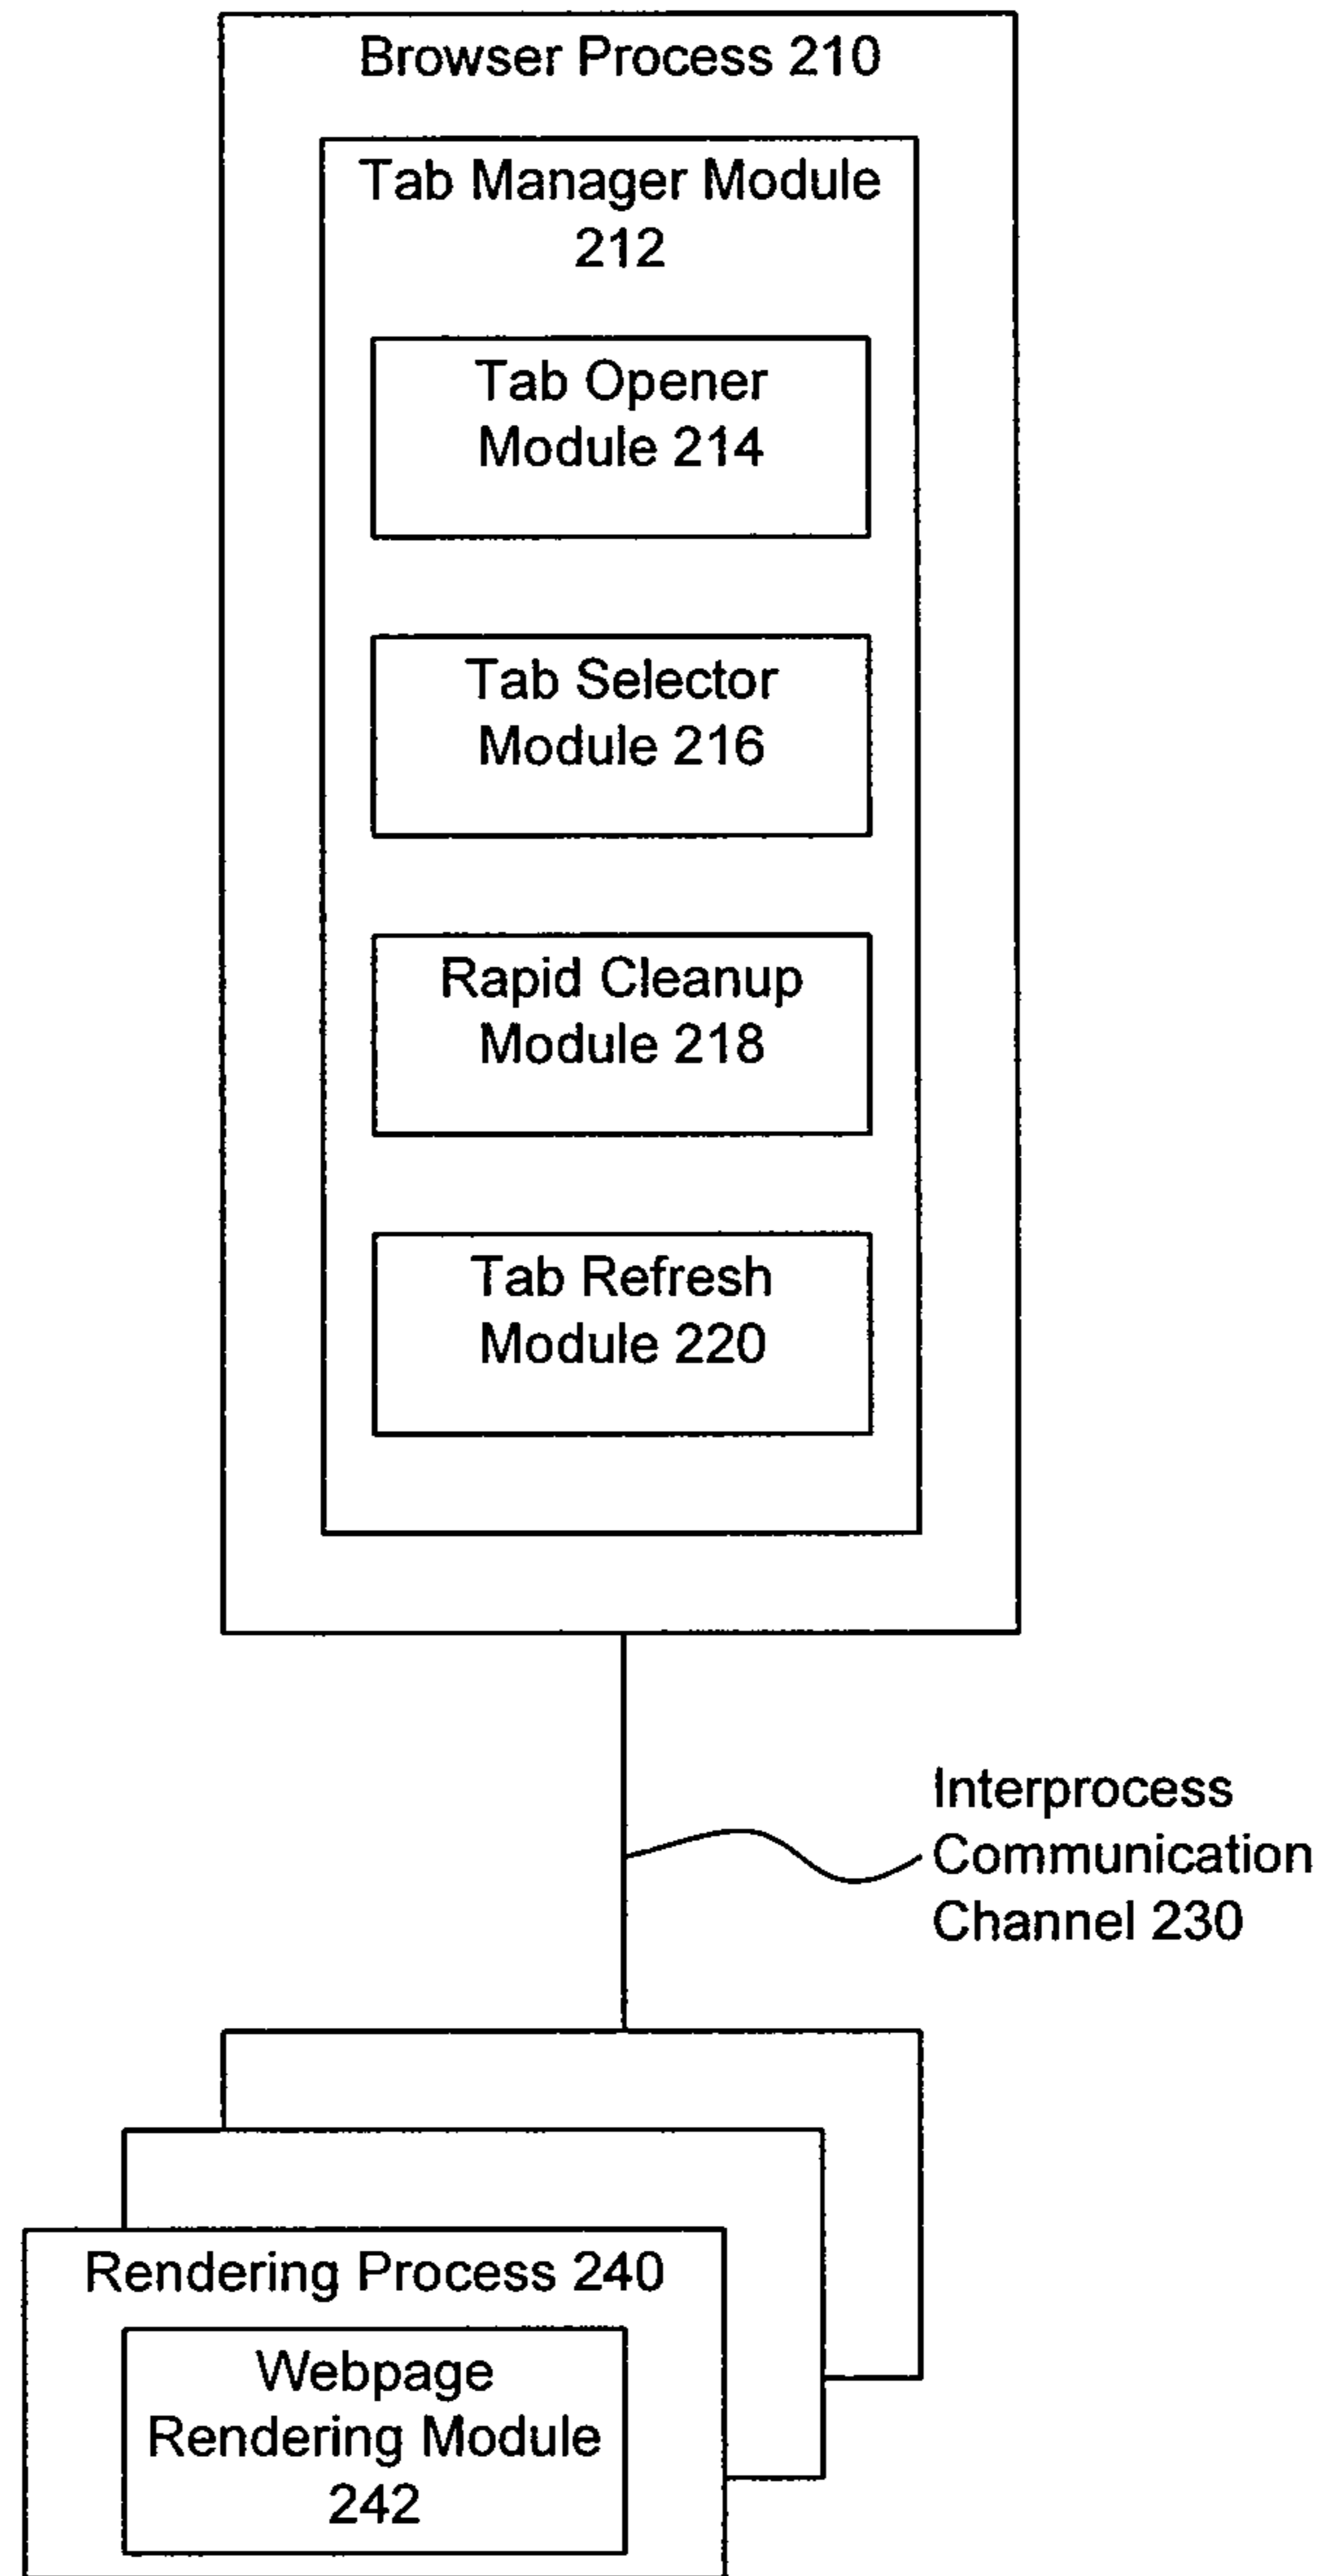 Browser Process 210
Tab Manager Module
212
Tab Opener
Module 214
Tab Selector
Module 216
Rapid Cleanup
Module 218
Tab Refresh
Module 220
Interprocess
Communication
Channel 230
Rendering Process 240
Webpage
Rendering Module
242